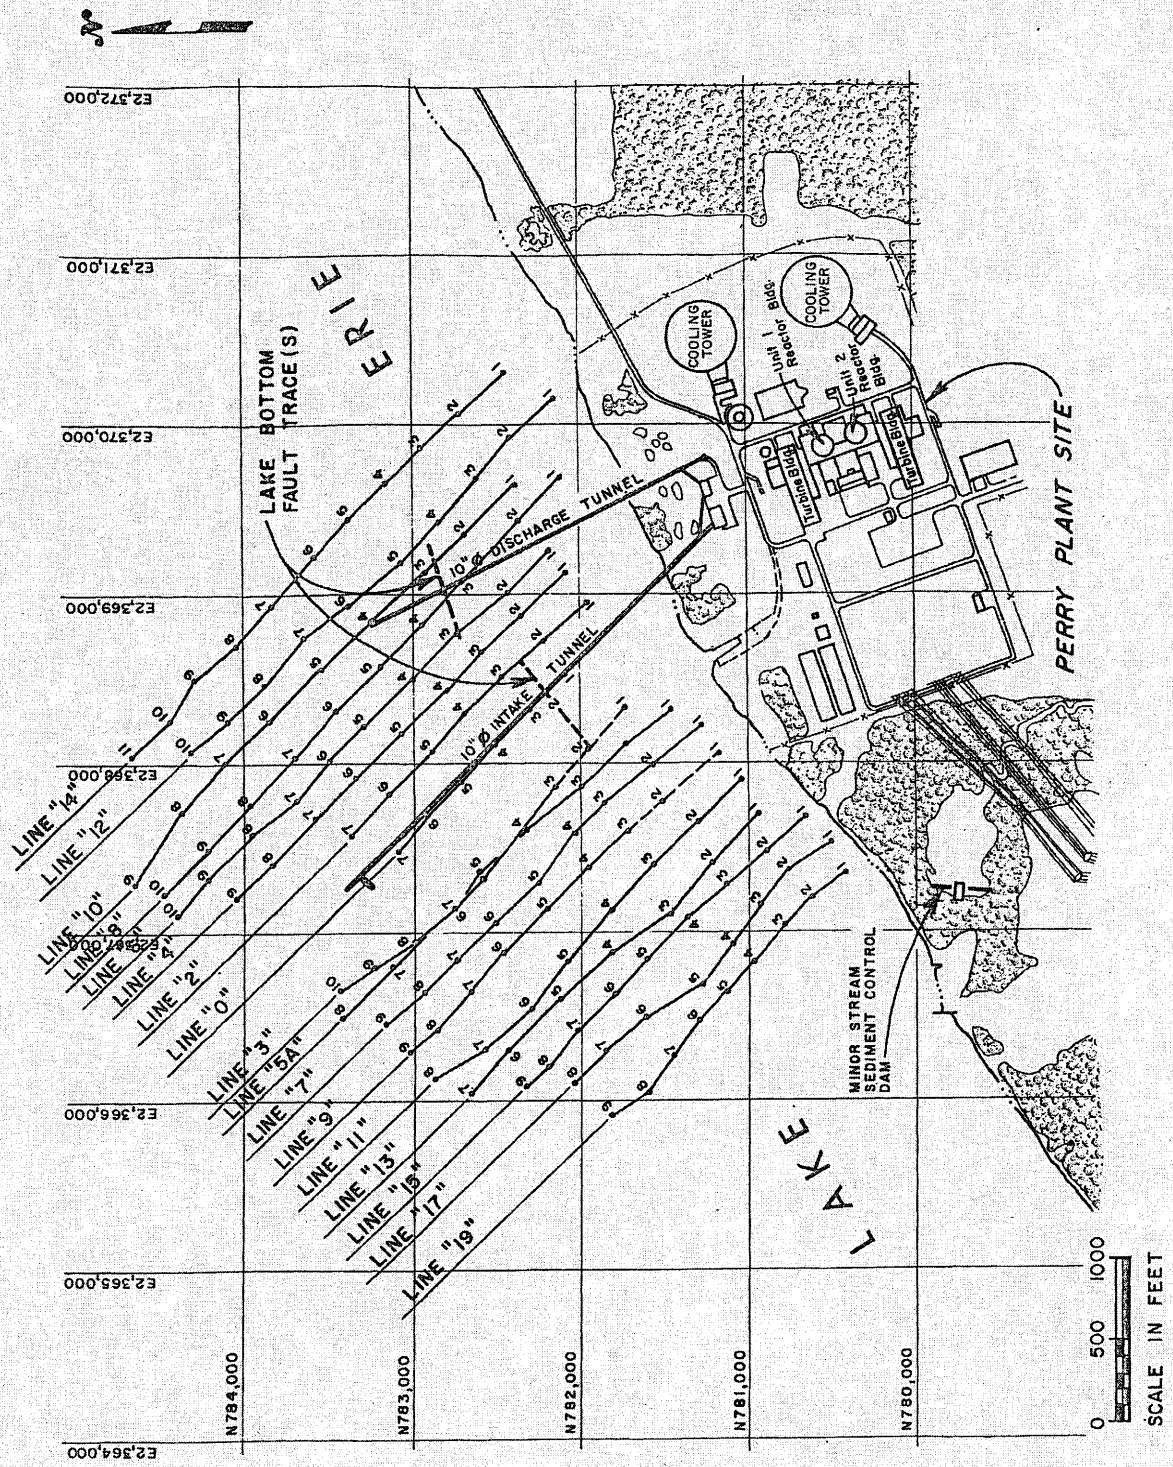 N
E2,372,000
E2,371,000
E2,370,000
E2,369,000
E2,368,000
E2,367,000
E2,366,000
E2,365,000
E2,364,000
N784,000
N783,000
N782,000
N781,000
N780,000
LAKE BOTTOM
FAULT TRACE(S)
LAKE ERIE
LINE "14"
LINE "12"
LINE "10"
LINE "8"
LINE "4"
LINE "2"
LINE "0"
LINE "3"
LINE "5A"
LINE "7"
LINE "9"
LINE "11"
LINE "13"
LINE "15"
LINE "17"
LINE "19"
10" Ø DISCHARGE TUNNEL
10" Ø INTAKE TUNNEL
COOLING
TOWER
COOLING
TOWER
Unit 1
Reactor Bldg.
Unit 2
Reactor
Bldg.
Turbine Bldg.
Turbine Bldg.
PERRY PLANT SITE
MINOR STREAM
SEDIMENT CONTROL
DAM
0 500 1000
SCALE IN FEET